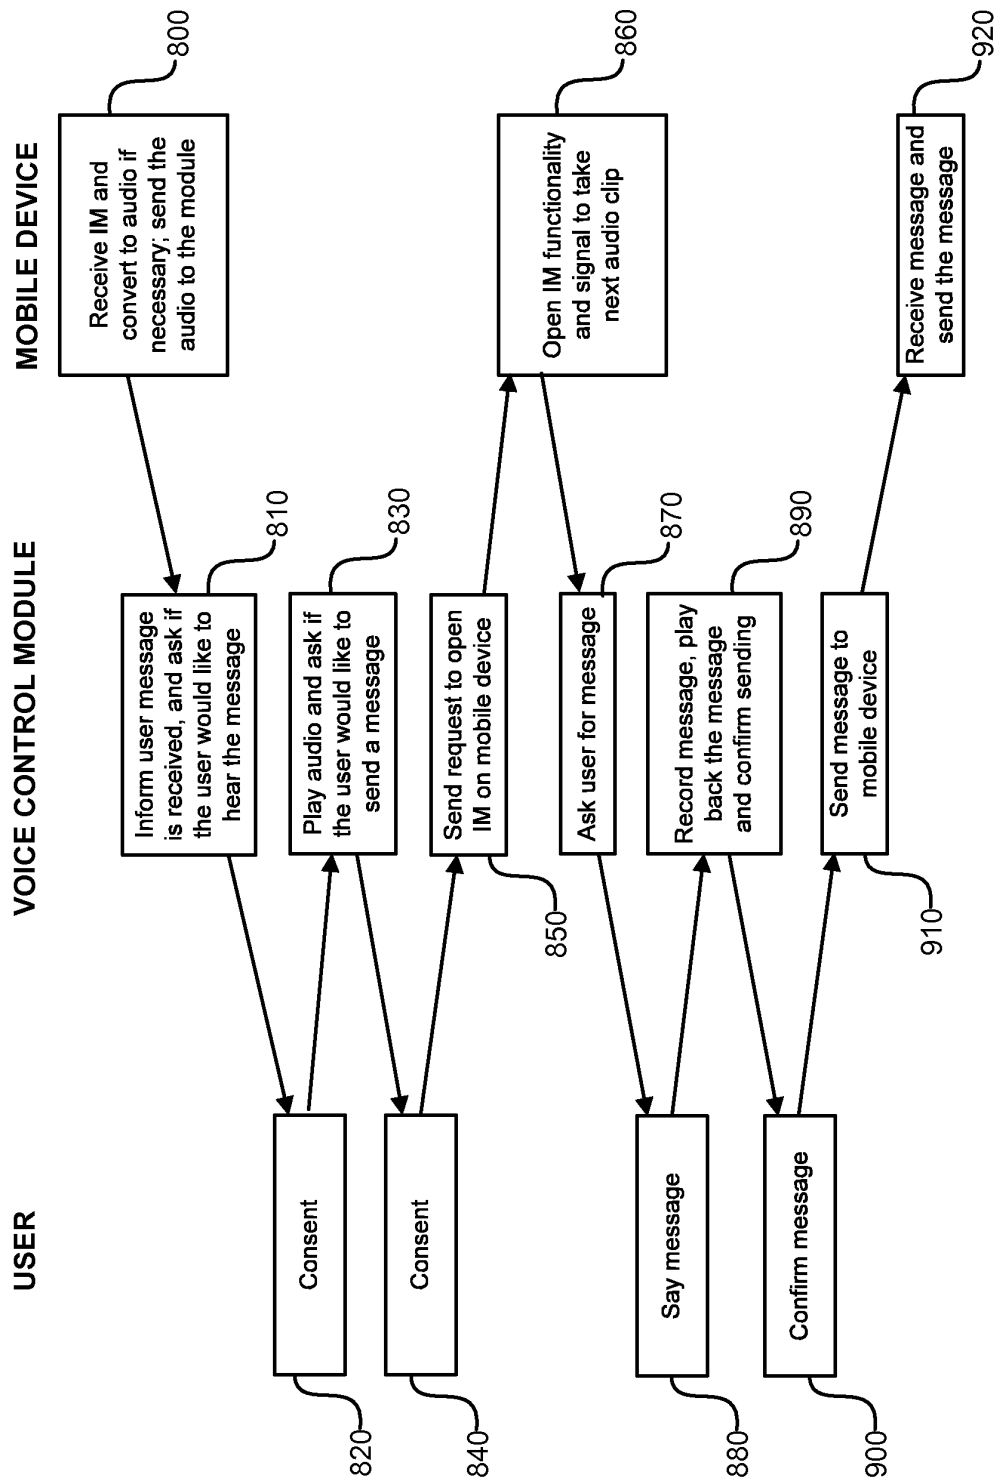 USER
VOICE CONTROL MODULE
MOBILE DEVICE
Receive IM and
convert to audio if
necessary; send the
audio to the module
800
Inform user message
is received, and ask if
the user would like to
hear the message
810
Consent
820
Play audio and ask if
the user would like to
send a message
830
Consent
840
Send request to open
IM on mobile device
850
Open IM functionality
and signal to take
next audio clip
860
Ask user for message
870
Say message
880
Record message, play
back the message
and confirm sending
890
Confirm message
900
Send message to
mobile device
910
Receive message and
send the message
920